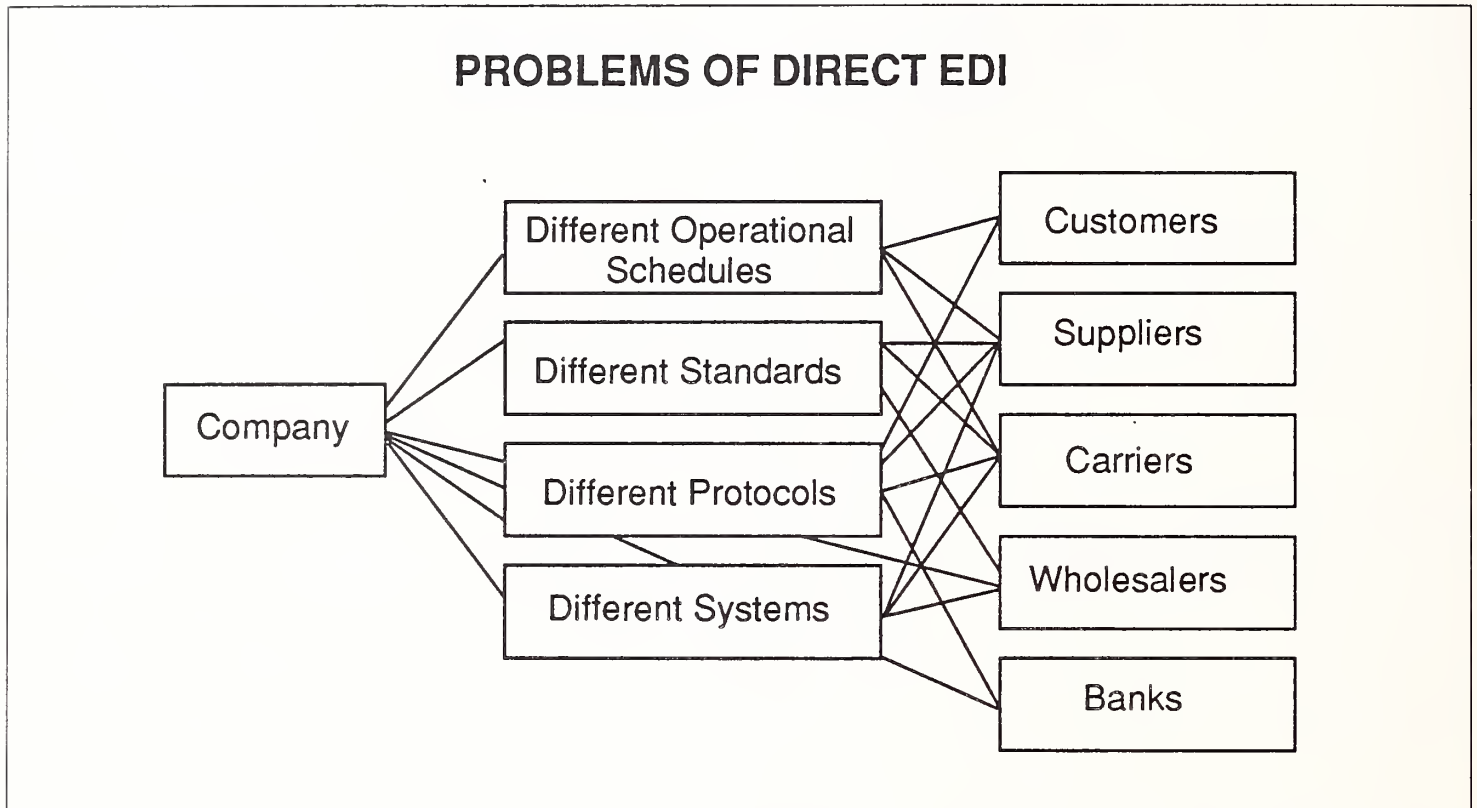 PROBLEMS OF DIRECT EDI
Company
Different Operational
Schedules
Different Standards
Different Protocols
Different Systems
Customers
Suppliers
Carriers
Wholesalers
Banks